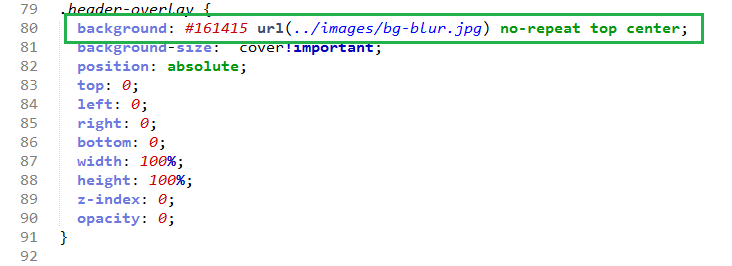 79 .header-overlay {
80 background: #161415 url(../images/bg-blur.jpg) no-repeat top center;
81 background-size:  cover!important;
82 position: absolute;
83 top: 0;
84 left: 0;
85 right: 0;
86 bottom: 0;
87 width: 100%;
88 height: 100%;
89 z-index: 0;
90 opacity: 0;
91 }
92